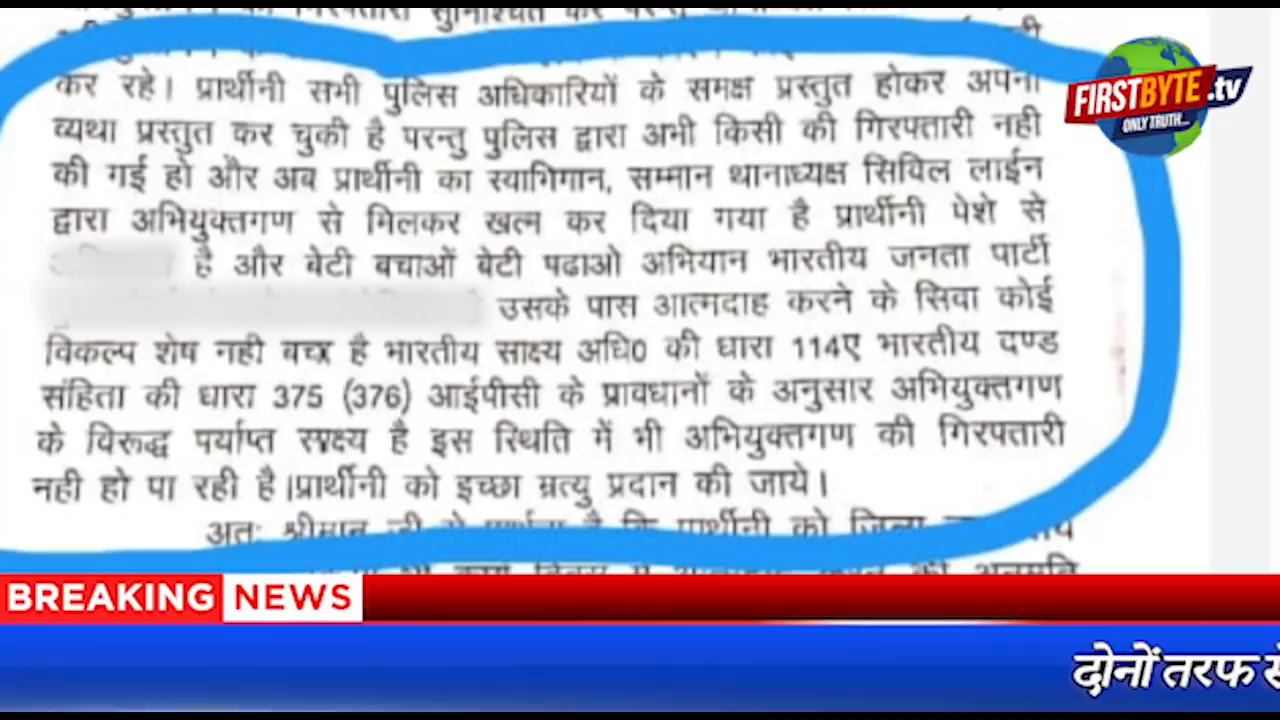 कर रहे। प्रार्थीनी सभी पुलिस अधिकारियों के समक्ष प्रस्तुत होकर अपनी
व्यथा प्रस्तुत कर चुकी है परन्तु पुलिस द्वारा अभी किसी की गिरफ्तारी नही
की गई हो और अब प्रार्थीनी का स्वाभिगान, सम्मान थानाध्यक्ष सिविल लाईन
द्वारा अभियुक्तगण से मिलकर खत्म कर दिया गया है प्रार्थीनी पेशे से
है और बेटी बचाओं बेटी पढाओ अभियान भारतीय जनता पार्टी
उसके पास आत्मदाह करने के सिवा कोई
विकल्प शेष नही बचा है भारतीय साक्ष्य अधि0 की धारा 114ए भारतीय दण्ड
संहिता की धारा 375 (376) आईपीसी के प्रावधानों के अनुसार अभियुक्तगण
के विरूद्ध पर्याप्त साक्ष्य है इस स्थिति में भी अभियुक्तगण की गिरफ्तारी
नही हो पा रही है।प्रार्थीनी को इच्छा म्रत्यु प्रदान की जाये।
अतः श्रीमान जी से प्रार्थना है कि प्रार्थीनी को जिला
FIRSTBYTE.tv
ONLY TRUTH...
BREAKING NEWS
दोनों तरफ से